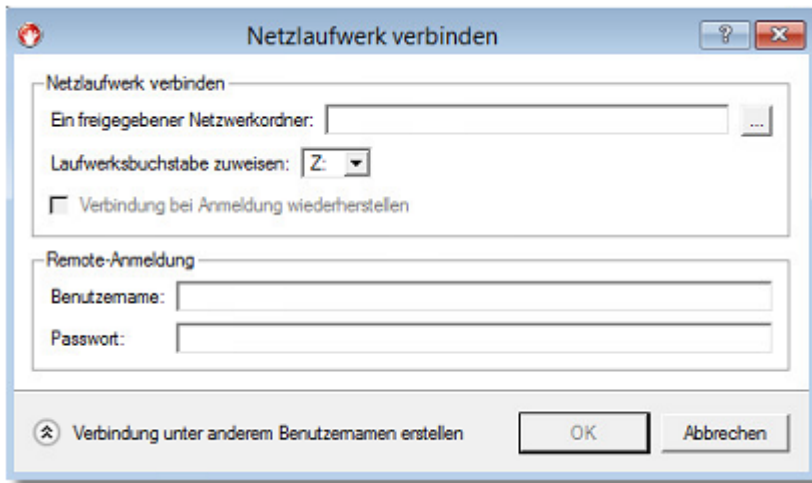 Netzlaufwerk verbinden
?
Netzlaufwerk verbinden
Ein freigegebener Netzwerkordner:
...
Laufwerksbuchstabe zuweisen: Z:
Verbindung bei Anmeldung wiederherstellen
Remote-Anmeldung
Benutzername:
Passwort:
Verbindung unter anderem Benutzernamen erstellen
OK
Abbrechen